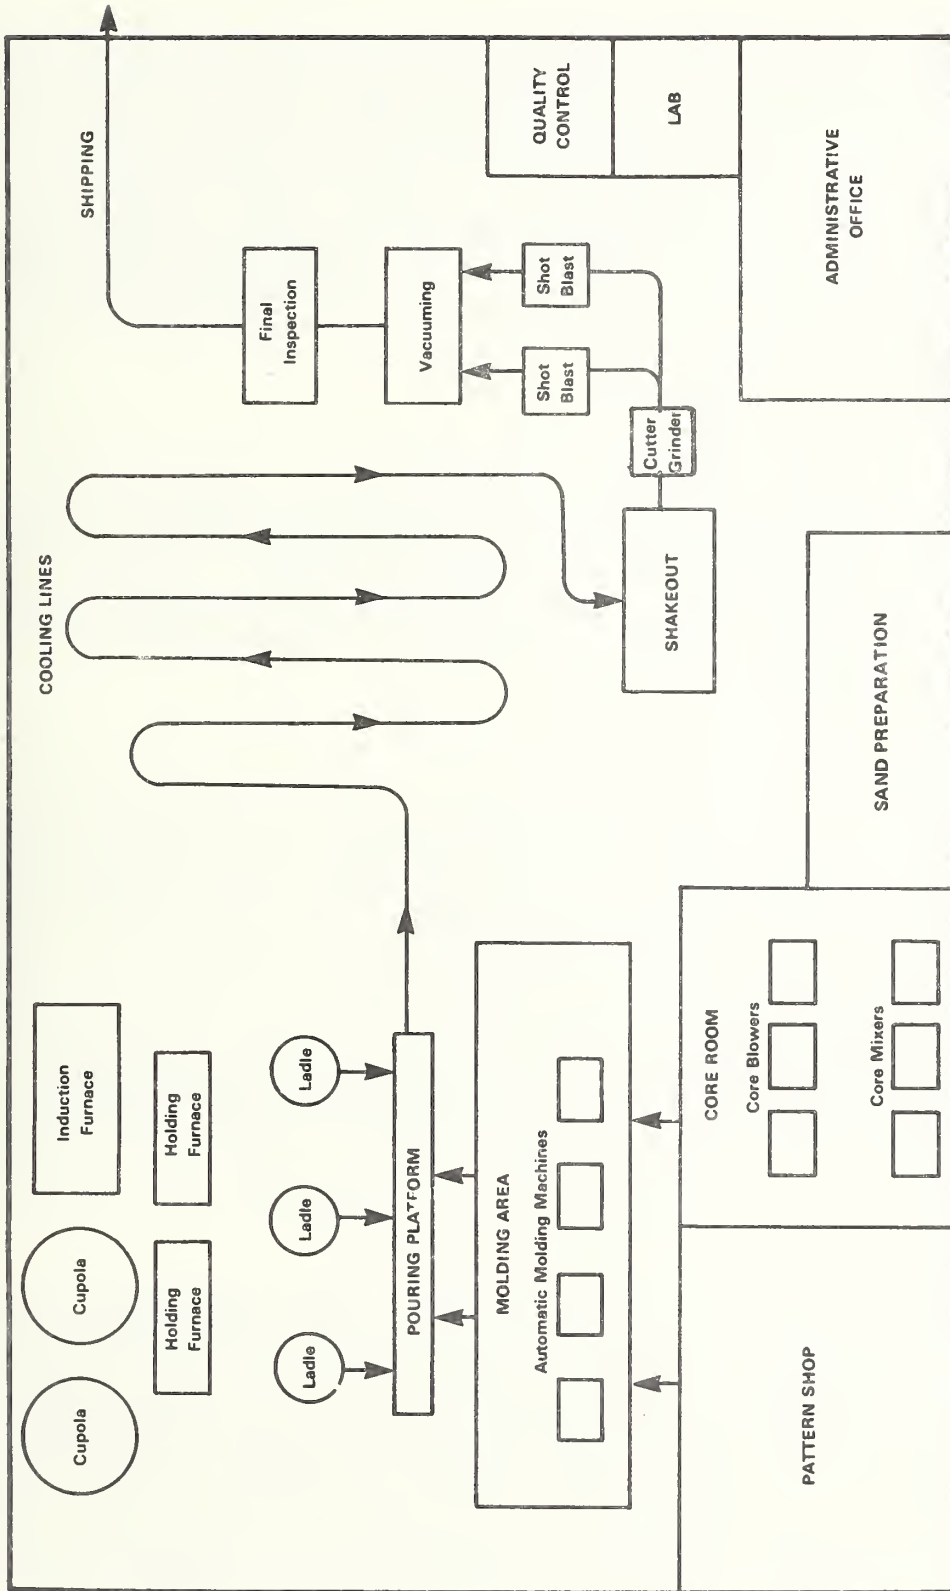 Cupola
Cupola
Induction
Furnace
Holding
Furnace
Holding
Furnace
Ladle
Ladle
Ladle
POURING PLATFORM
MOLDING AREA
Automatic Molding Machines
PATTERN SHOP
CORE ROOM
Core Blowers
Core Mixers
SAND PREPARATION
COOLING LINES
SHAKEOUT
Cutter
Grinder
Shot
Blast
Shot
Blast
Vacuuming
Final
Inspection
SHIPPING
QUALITY
CONTROL
LAB
ADMINISTRATIVE
OFFICE